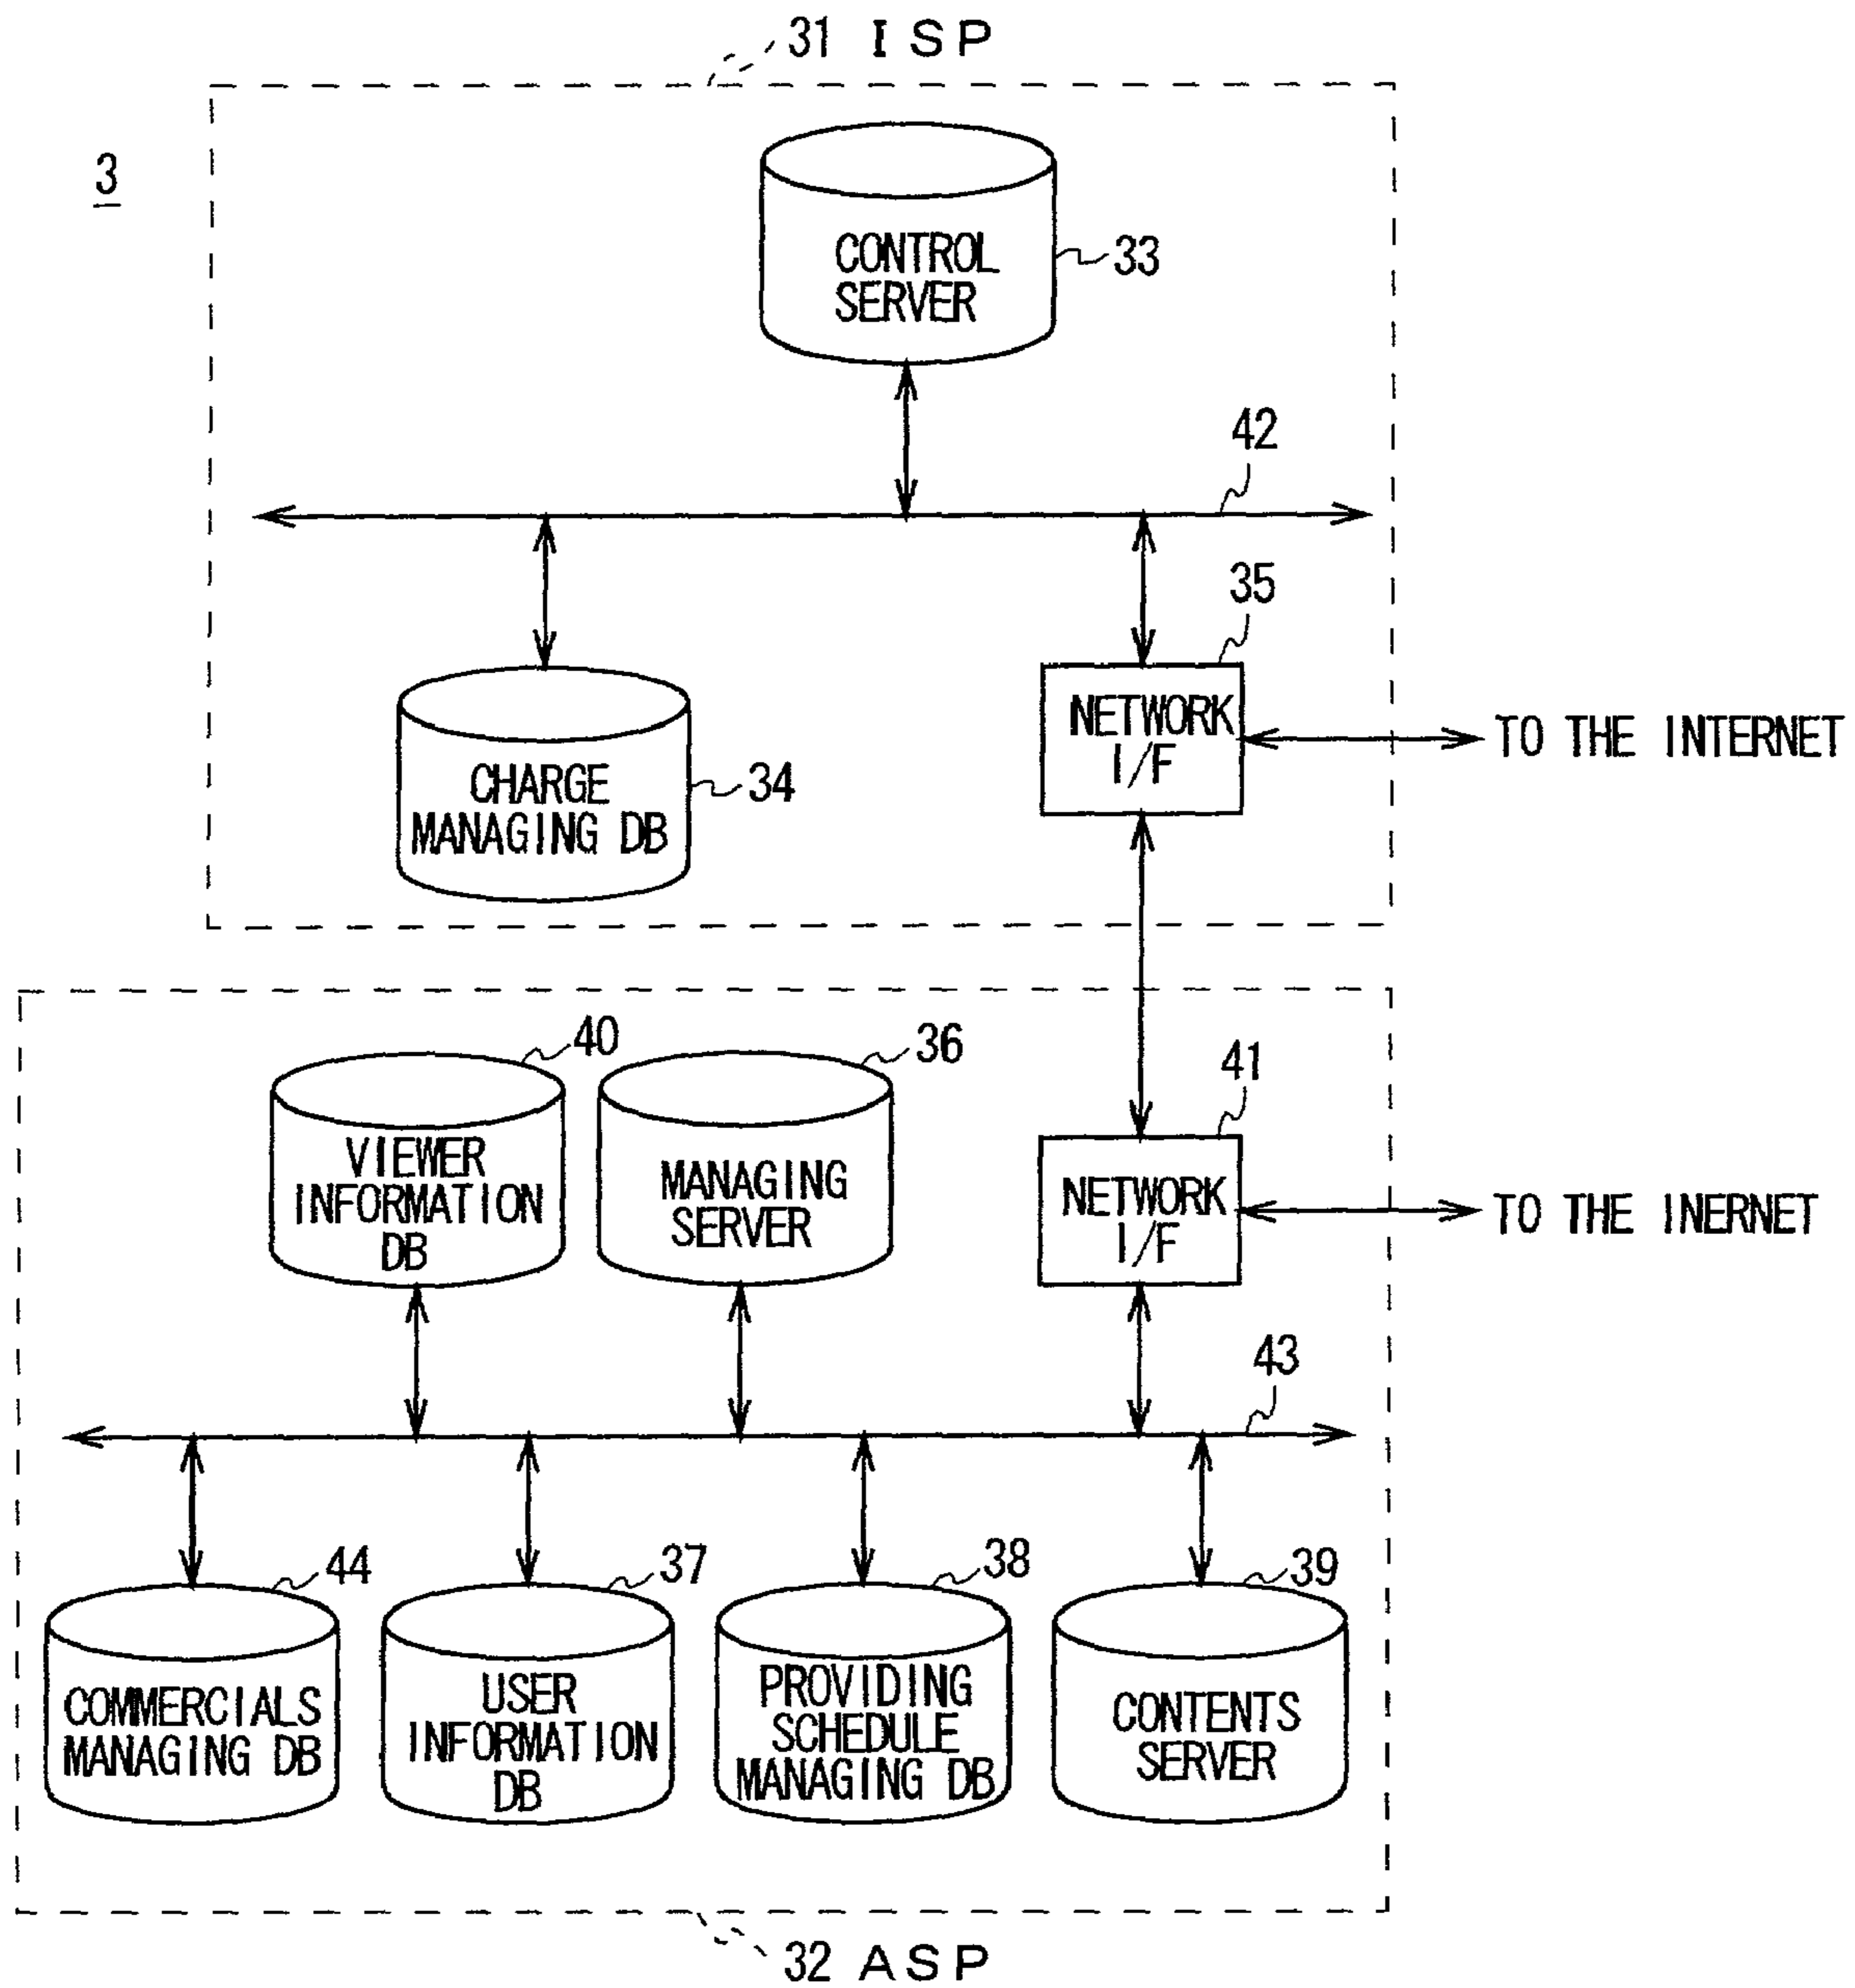 31 ISP
3
CONTROL
SERVER
33
42
35
NETWORK
I/F
TO THE INTERNET
CHARGE
MANAGING DB
34
40
36
41
VIEWER
INFORMATION
DB
MANAGING
SERVER
NETWORK
I/F
TO THE INERNET
43
44
37
38
39
COMMERCIALS
MANAGING DB
USER
INFORMATION
DB
PROVIDING
SCHEDULE
MANAGING DB
CONTENTS
SERVER
32 ASP